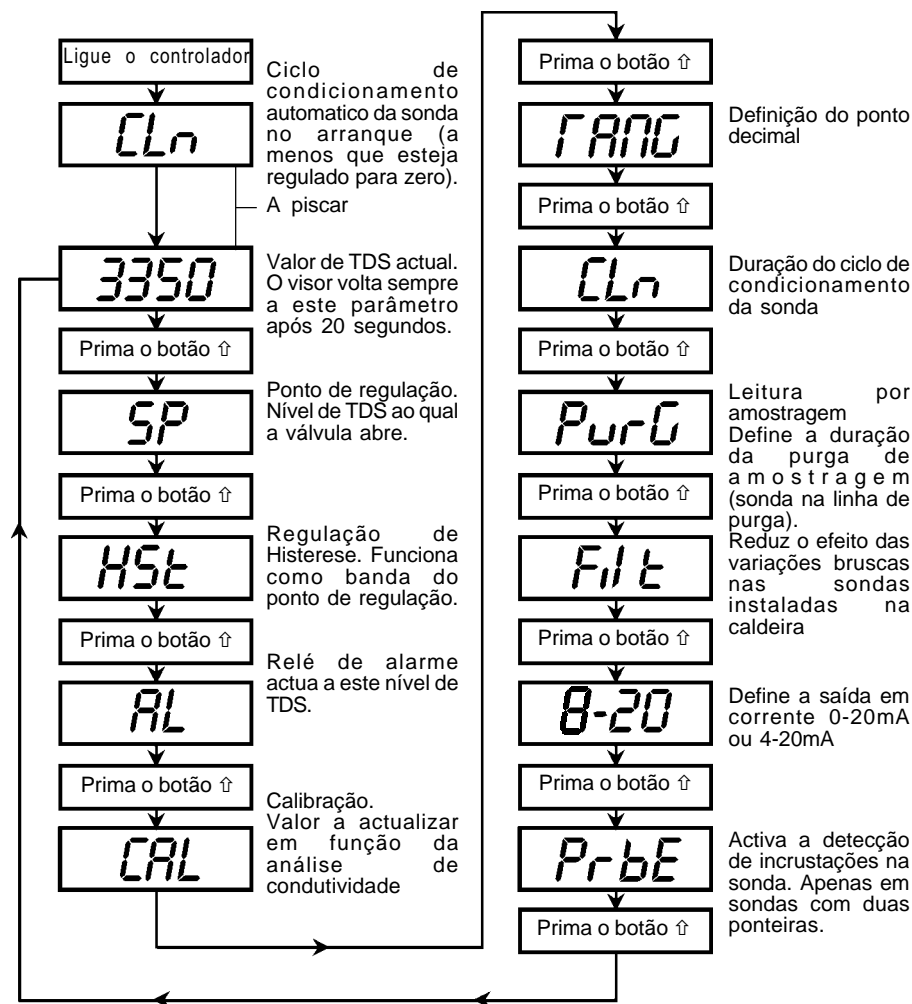 Ligue o controlador
CLn
Ciclo de
condicionamento
automatico da sonda
no arranque (a
menos que esteja
regulado para zero).
A piscar
3350
Valor de TDS actual.
O visor volta sempre
a este parâmetro
após 20 segundos.
Prima o botão ⇧
SP
Ponto de regulação.
Nível de TDS ao qual
a válvula abre.
Prima o botão ⇧
HSt
Regulação de
Histerese. Funciona
como banda do
ponto de regulação.
Prima o botão ⇧
AL
Relé de alarme
actua a este nível de
TDS.
Prima o botão ⇧
CAL
Calibração.
Valor a actualizar
em função da
análise de
condutividade
Prima o botão ⇧
rANG
Definição do ponto
decimal
Prima o botão ⇧
CLn
Duração do ciclo de
condicionamento
da sonda
Prima o botão ⇧
PurG
Leitura por
amostragem
Define a duração
da purga de
amostragem
(sonda na linha de
purga).
Prima o botão ⇧
Filt
Reduz o efeito das
variações bruscas
nas sondas
instaladas na
caldeira
Prima o botão ⇧
8-20
Define a saída em
corrente 0-20mA
ou 4-20mA
Prima o botão ⇧
PrbE
Activa a detecção
de incrustações na
sonda. Apenas em
sondas com duas
ponteiras.
Prima o botão ⇧